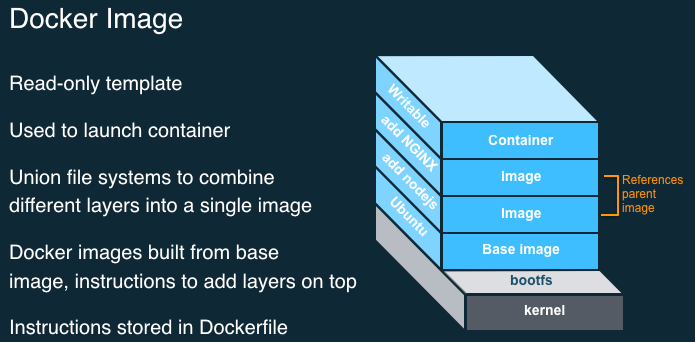 Docker Image
Read-only template
Used to launch container
Union file systems to combine
different layers into a single image
Docker images built from base
image, instructions to add layers on top
Instructions stored in Dockerfile
Writable
add NGINX
add nodejs
Ubuntu
Container
Image
Image
Base image
bootfs
kernel
References
parent
image